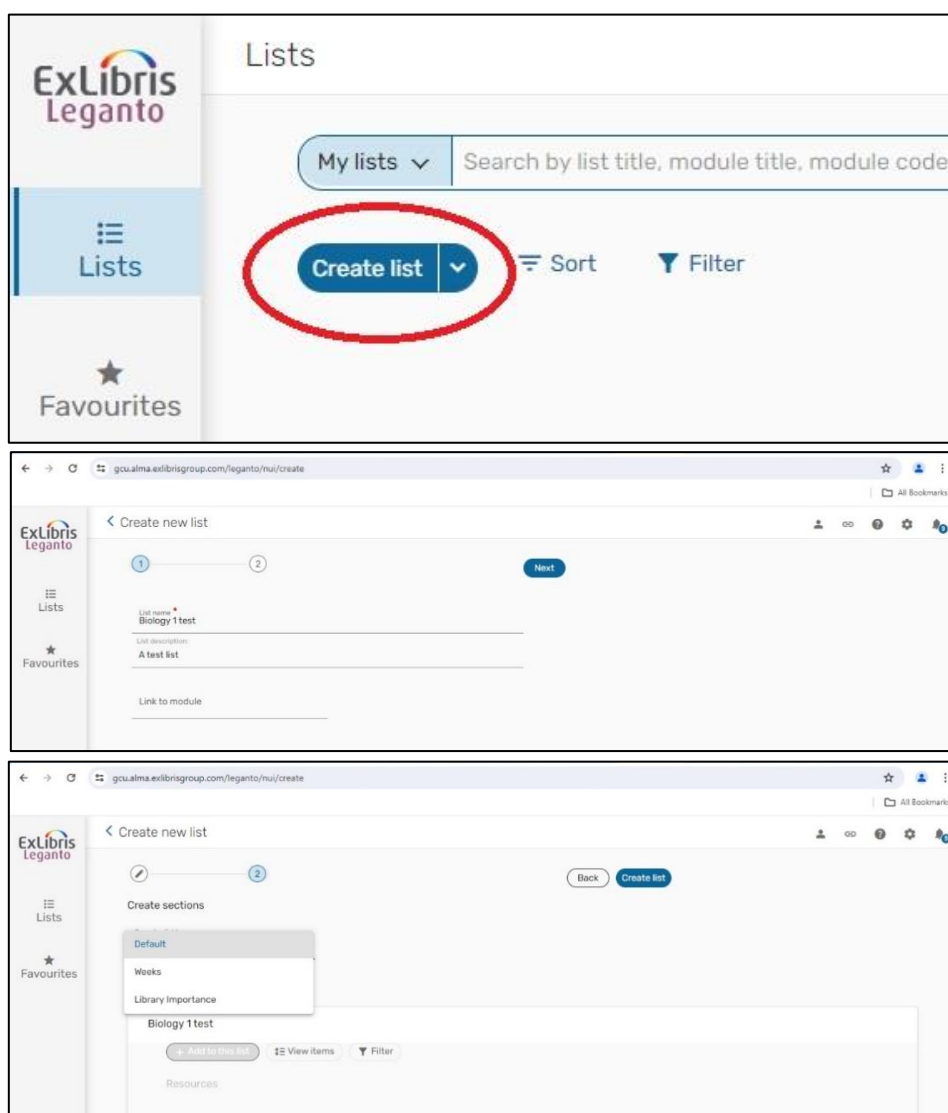 Lists
ExLibris
Leganto
My lists
Search by list title, module title, module code
Lists
Create list
Sort
Filter
Favourites
gcu.alma.exlibrisgroup.com/leganto/nui/create
All Bookmarks
ExLibris
Leganto
Create new list
1
2
Next
Lists
List name *
Biology 1 test
List description:
A test list
Favourites
Link to module
gcu.alma.exlibrisgroup.com/leganto/nui/create
All Bookmarks
ExLibris
Leganto
Create new list
2
Back
Create list
Lists
Create sections
Default
Favourites
Weeks
Library Importance
Biology 1 test
+ Add to this list
View items
Filter
Resources